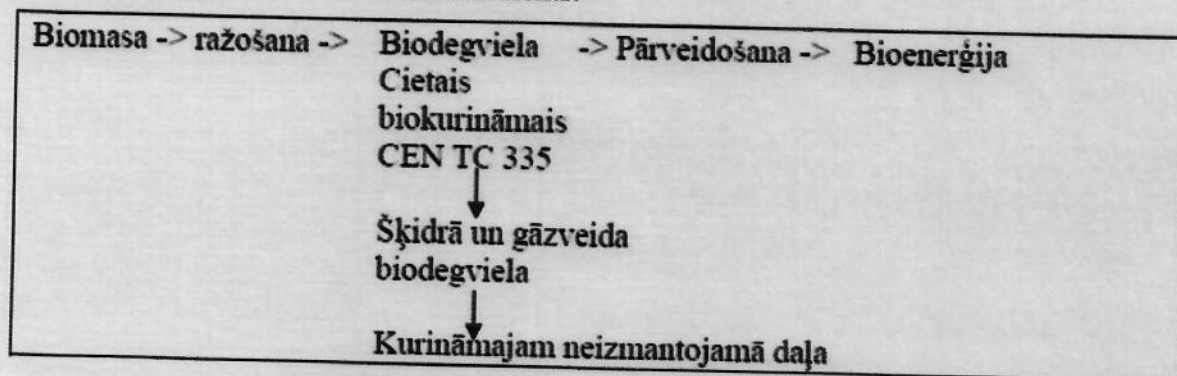 Biomasa -> ražošana -> Biodegviela -> Pārveidošana -> Bioenerģija
Cietais
biokurināmais
CEN TC 335
Šķidrā un gāzveida
biodegviela
Kurināmajam neizmantojamā daļa